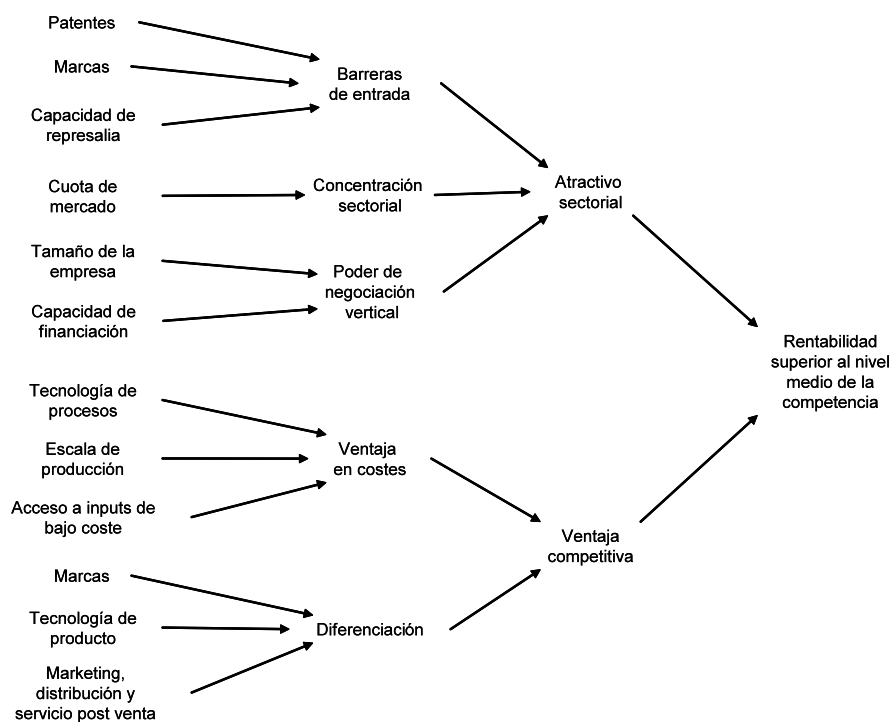 Patentes
Marcas
Capacidad de
represalia
Cuota de
mercado
Tamaño de la
empresa
Capacidad de
financiación
Tecnología de
procesos
Escala de
producción
Acceso a inputs de
bajo coste
Marcas
Tecnología de
producto
Marketing,
distribución y
servicio post venta
Barreras
de entrada
Concentración
sectorial
Poder de
negociación
vertical
Ventaja
en costes
Diferenciación
Atractivo
sectorial
Ventaja
competitiva
Rentabilidad
superior al nivel
medio de la
competencia